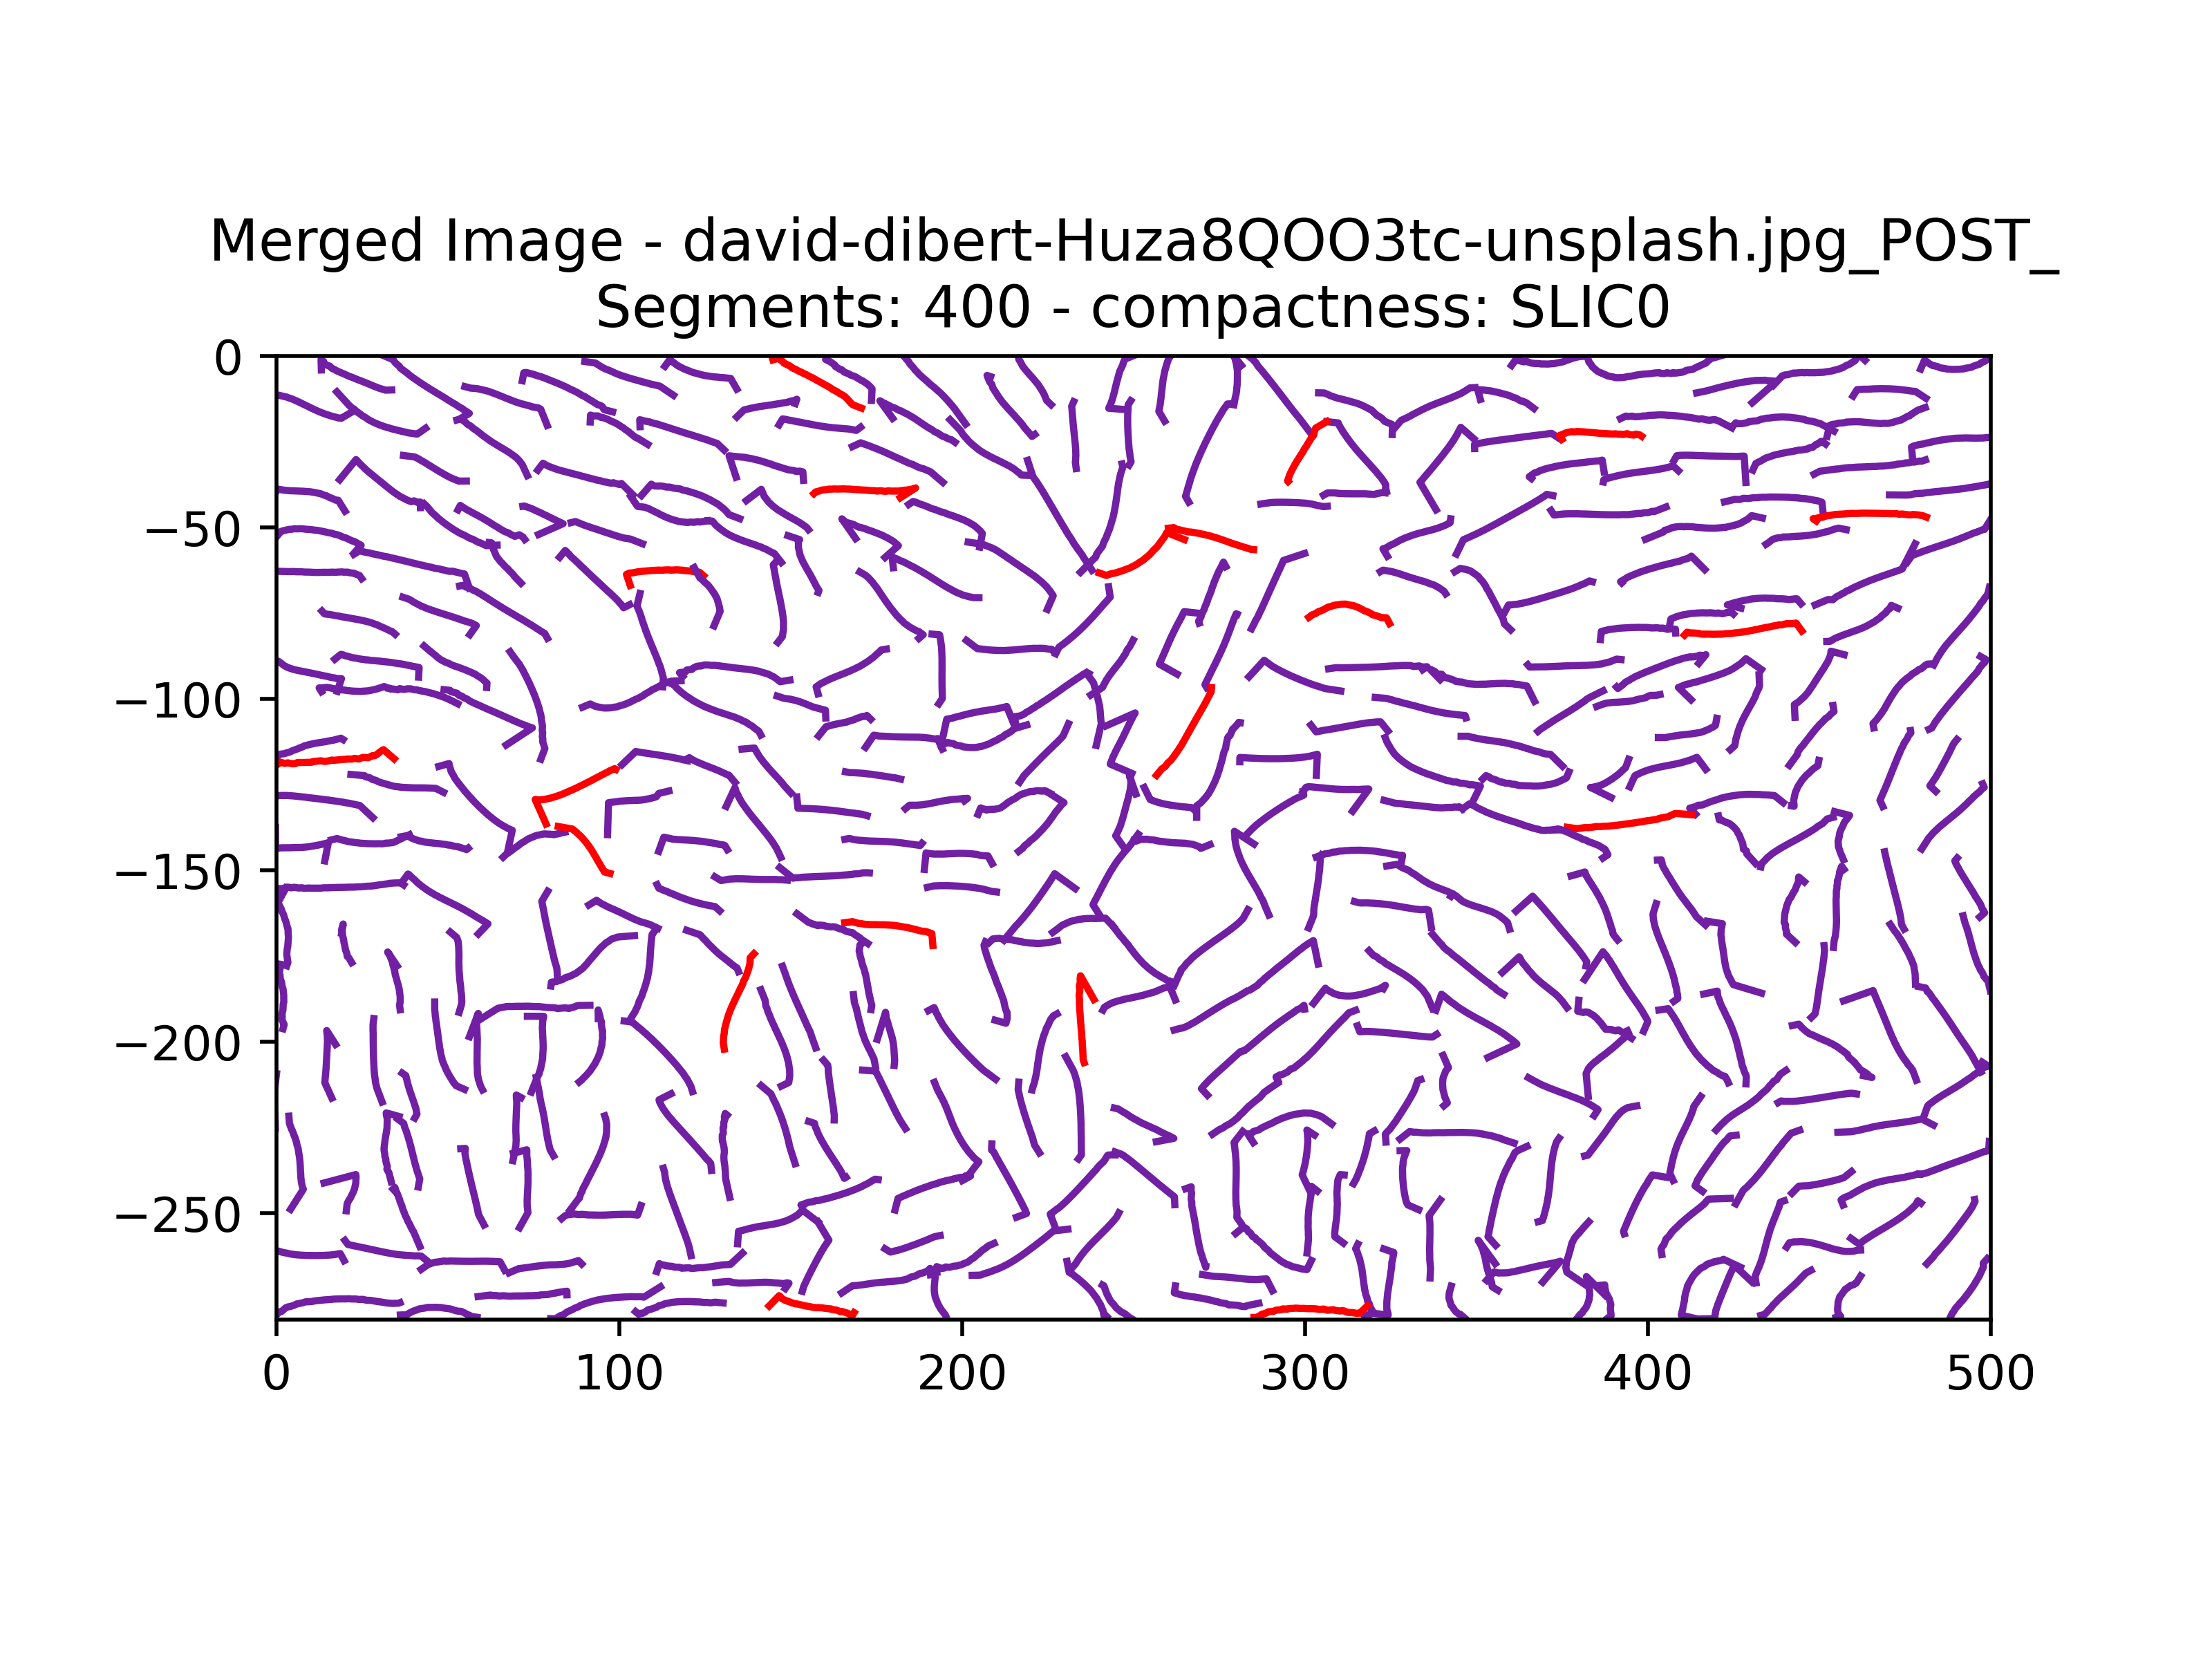 Merged Image - david-dibert-Huza8QOO3tc-unsplash.jpg_POST_
Segments: 400 - compactness: SLIC0
0
−50
−100
−150
−200
−250
0 100 200 300 400 500